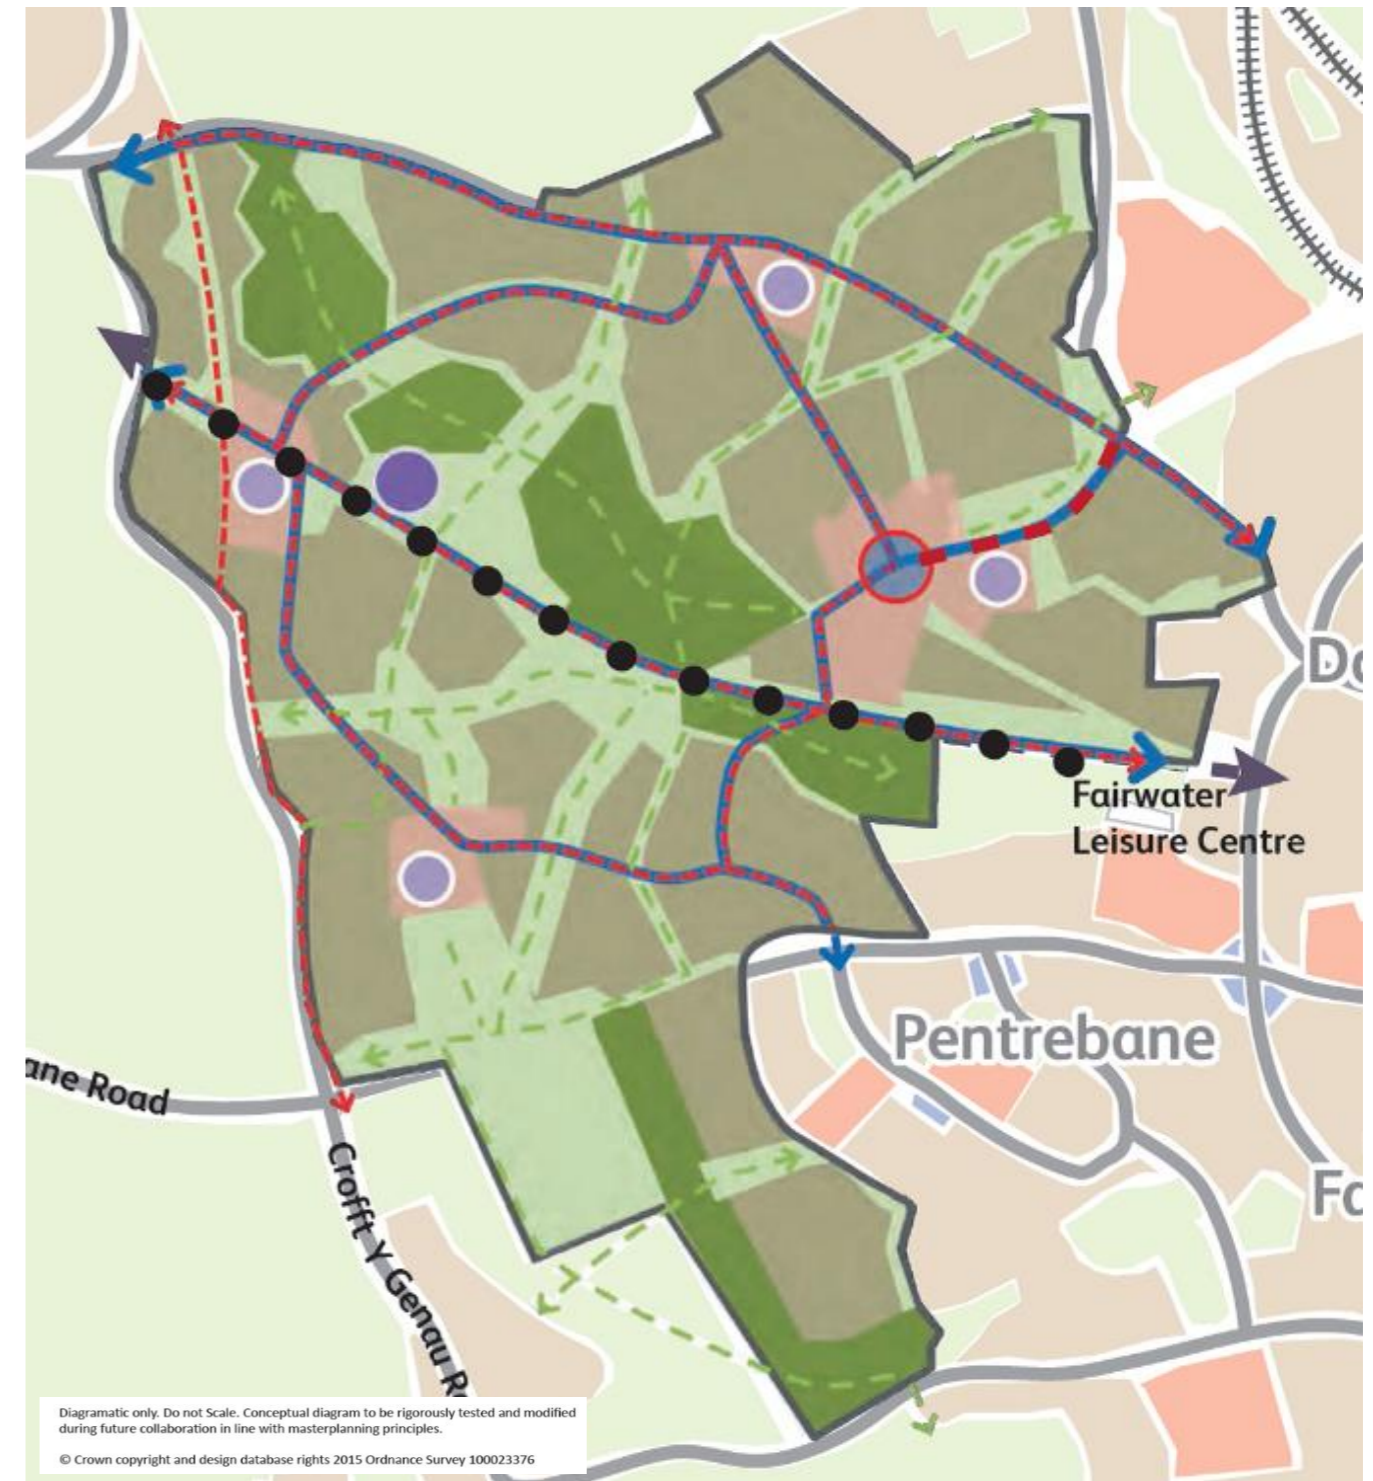 Do
Fairwater
Leisure Centre
Pentrebane
ane Road
Fa
Crofft Y Genau R
Diagramatic only. Do not Scale. Conceptual diagram to be rigorously tested and modified
during future collaboration in line with masterplanning principles.
© Crown copyright and design database rights 2015 Ordnance Survey 100023376